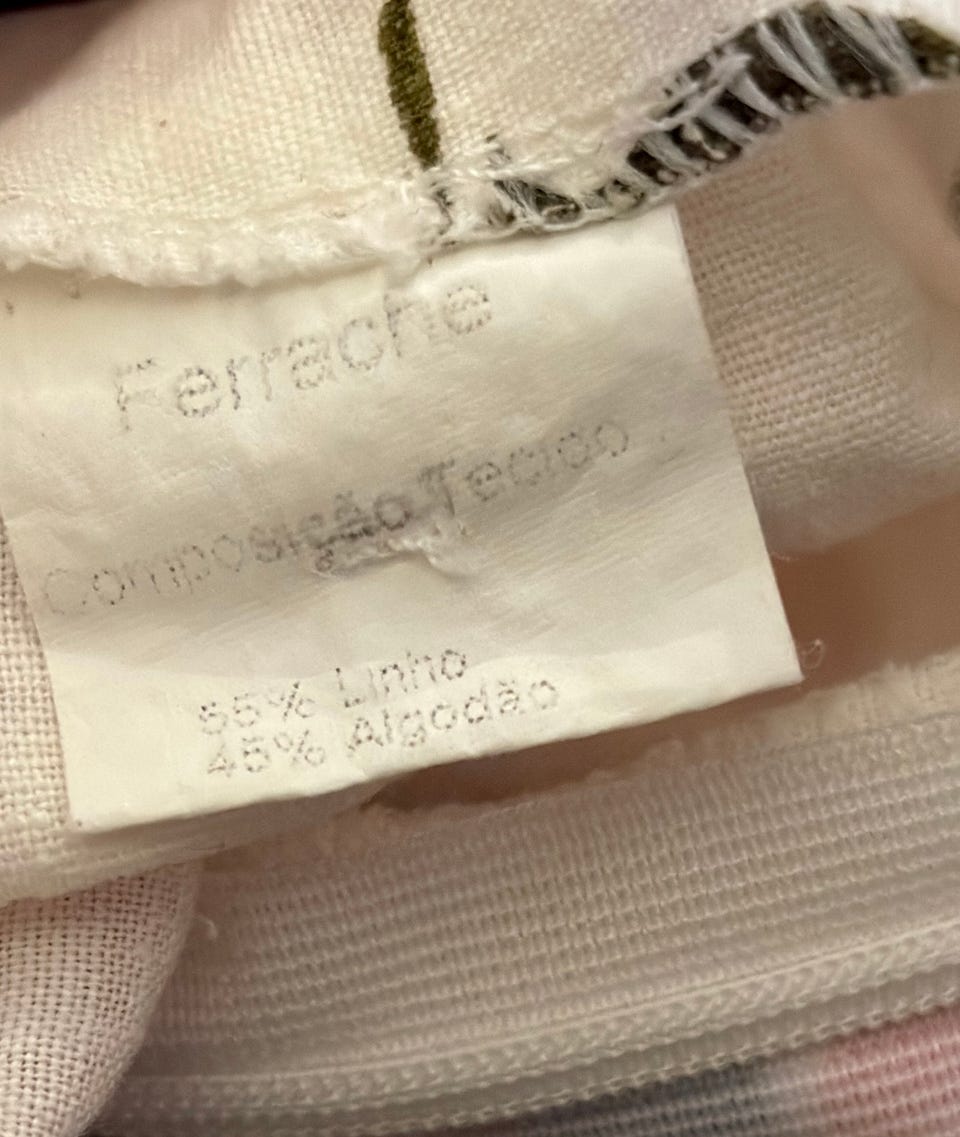 Ferrache
Composição Tecido
55% Linho
45% Algodão